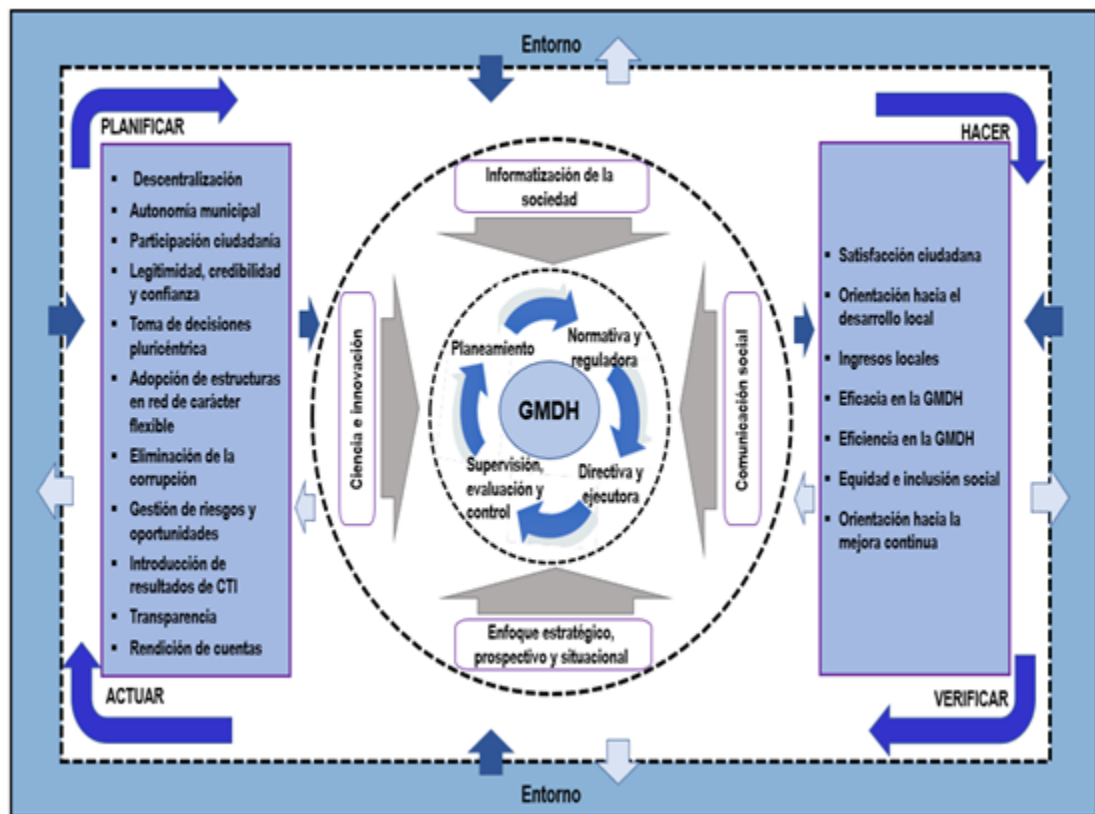 Entorno
PLANIFICAR
HACER
Descentralización
Autonomía municipal
Participación ciudadanía
Legitimidad, credibilidad
y confianza
Toma de decisiones
pluricéntrica
Adopción de estructuras
en red de carácter
flexible
Eliminación de la
corrupción
Gestión de riesgos y
oportunidades
Introducción de
resultados de CTI
Transparencia
Rendición de cuentas
Informatización de la
sociedad
Ciencia e innovación
Planeamiento
Normativa y
reguladora
GMDH
Supervisión,
evaluación y
control
Directiva y
ejecutora
Comunicación social
Enfoque estratégico,
prospectivo y situacional
Satisfacción ciudadana
Orientación hacia el
desarrollo local
Ingresos locales
Eficacia en la GMDH
Eficiencia en la GMDH
Equidad e inclusión social
Orientación hacia la
mejora continua
ACTUAR
VERIFICAR
Entorno